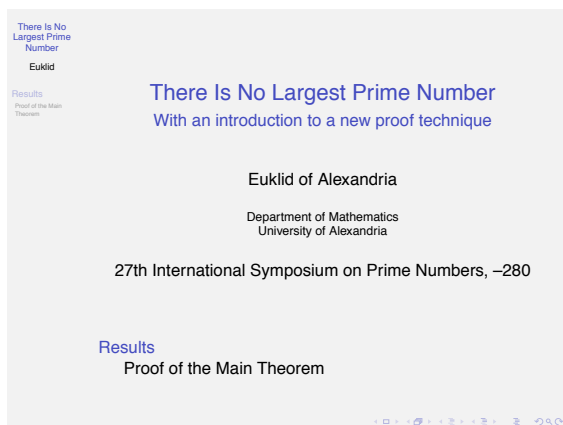 There Is No
Largest Prime
Number
Euklid
Results
Proof of the Main
Theorem
There Is No Largest Prime Number
With an introduction to a new proof technique
Euklid of Alexandria
Department of Mathematics
University of Alexandria
27th International Symposium on Prime Numbers, –280
Results
Proof of the Main Theorem